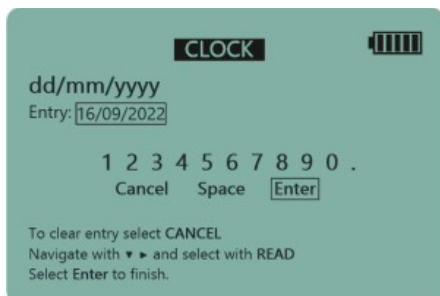 CLOCK
dd/mm/yyyy
Entry: 16/09/2022
1 2 3 4 5 6 7 8 9 0 .
Cancel Space Enter
To clear entry select CANCEL
Navigate with ▾ ▸ and select with READ
Select Enter to finish.